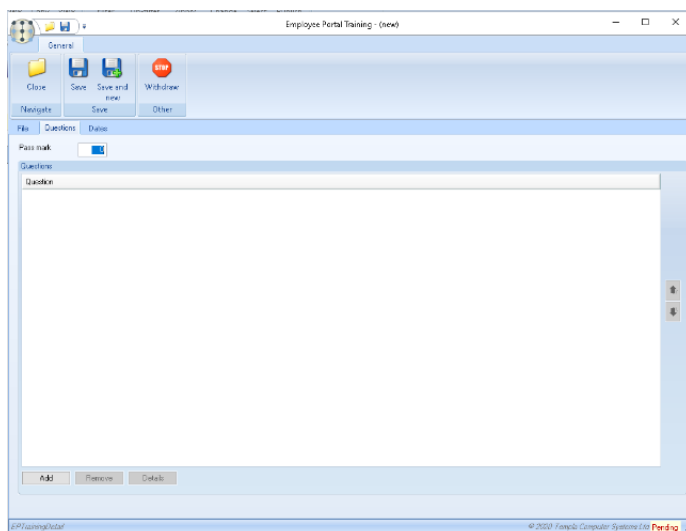 Employee Portal Training - (new)
General
Close
Save
Save and
new
Withdraw
Navigate
Save
Other
File
Questions
Dates
Pass mark
Questions
Question
Add
Remove
Details
EPTrainingDetail
© 2020 Templa Computer Systems Ltd
Pending